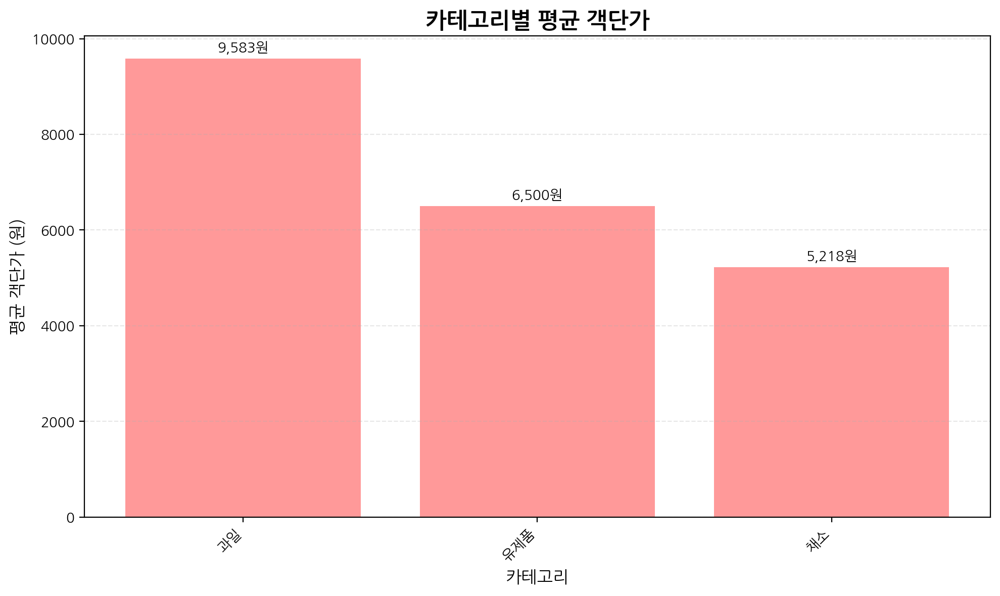 카테고리별 평균 객단가
평균 객단가 (원)
10000
8000
6000
4000
2000
0
9,583원
6,500원
5,218원
과일
유제품
채소
카테고리